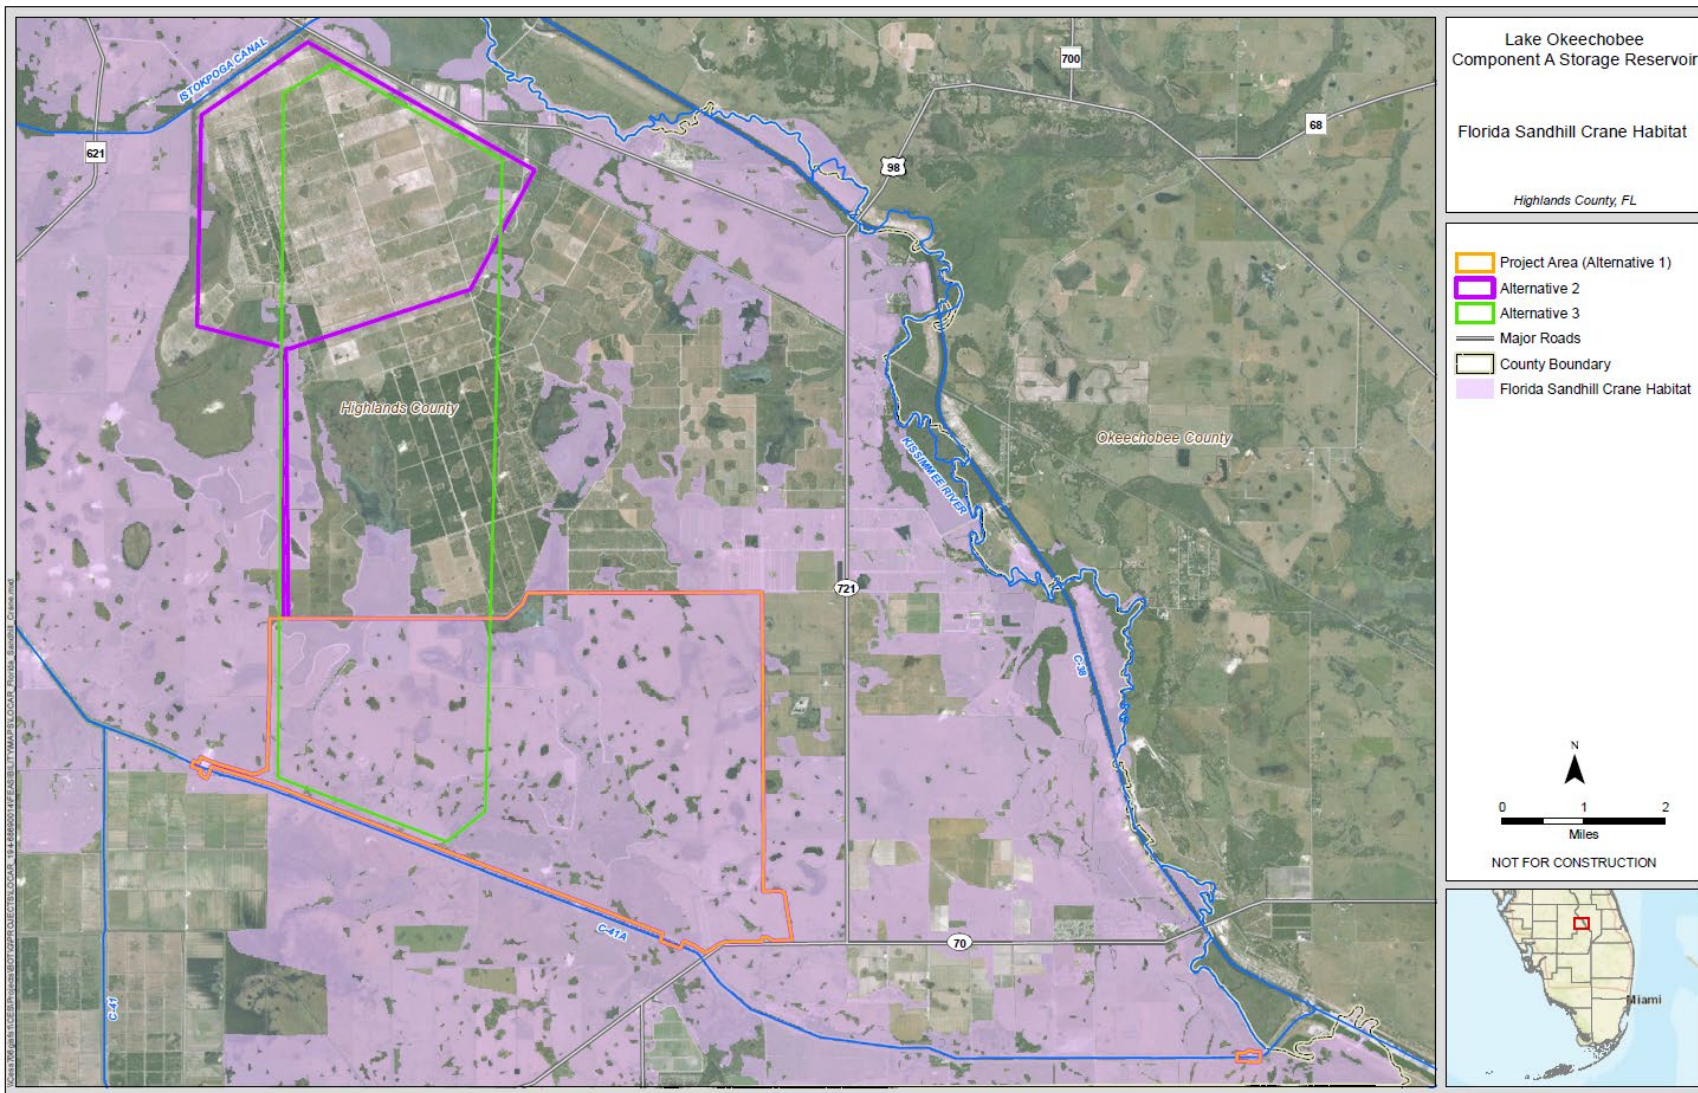 Lake Okeechobee
Component A Storage Reservoir
Florida Sandhill Crane Habitat
Highlands County, FL
Project Area (Alternative 1)
Alternative 2
Alternative 3
Major Roads
County Boundary
Florida Sandhill Crane Habitat
N
0 1 2
Miles
NOT FOR CONSTRUCTION
Miami
ISTOKPOGA CANAL
621
700
68
98
Highlands County
Okeechobee County
KISSIMMEE RIVER
721
C-38
C-41A
70
C-41